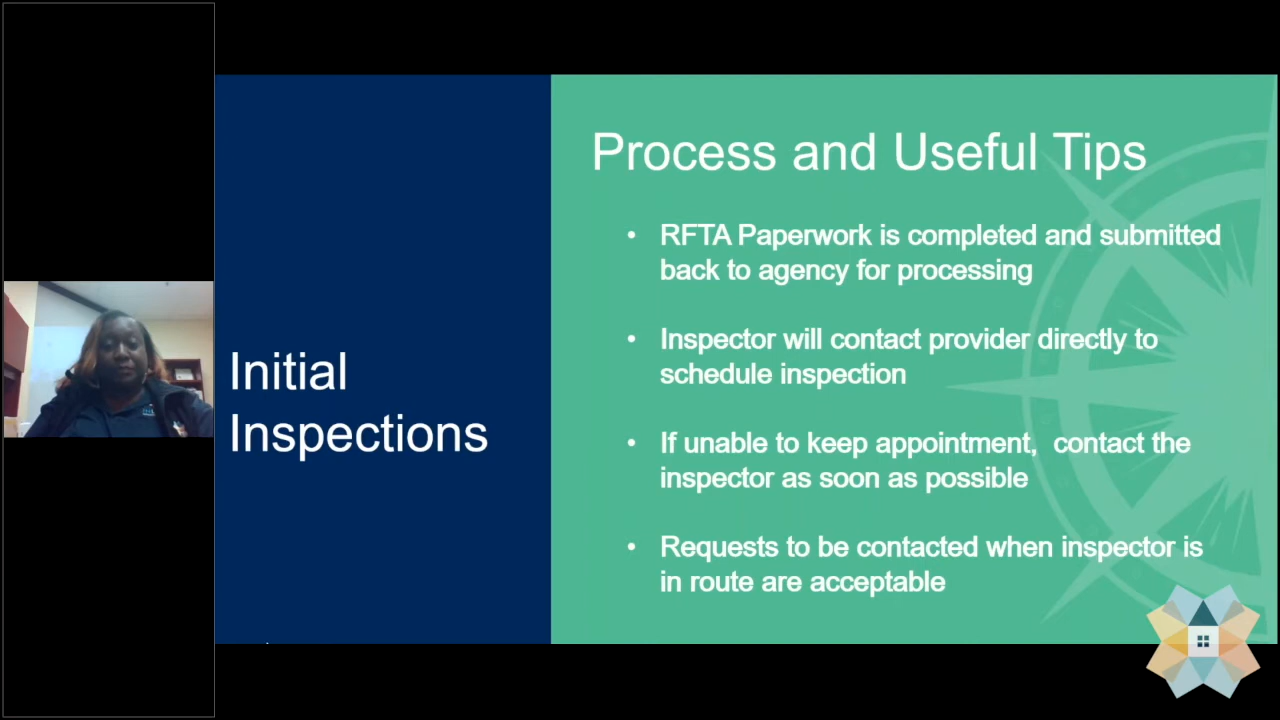 Initial
Inspections
Process and Useful Tips
• RFTA Paperwork is completed and submitted
back to agency for processing
• Inspector will contact provider directly to
schedule inspection
• If unable to keep appointment,  contact the
inspector as soon as possible
• Requests to be contacted when inspector is
in route are acceptable